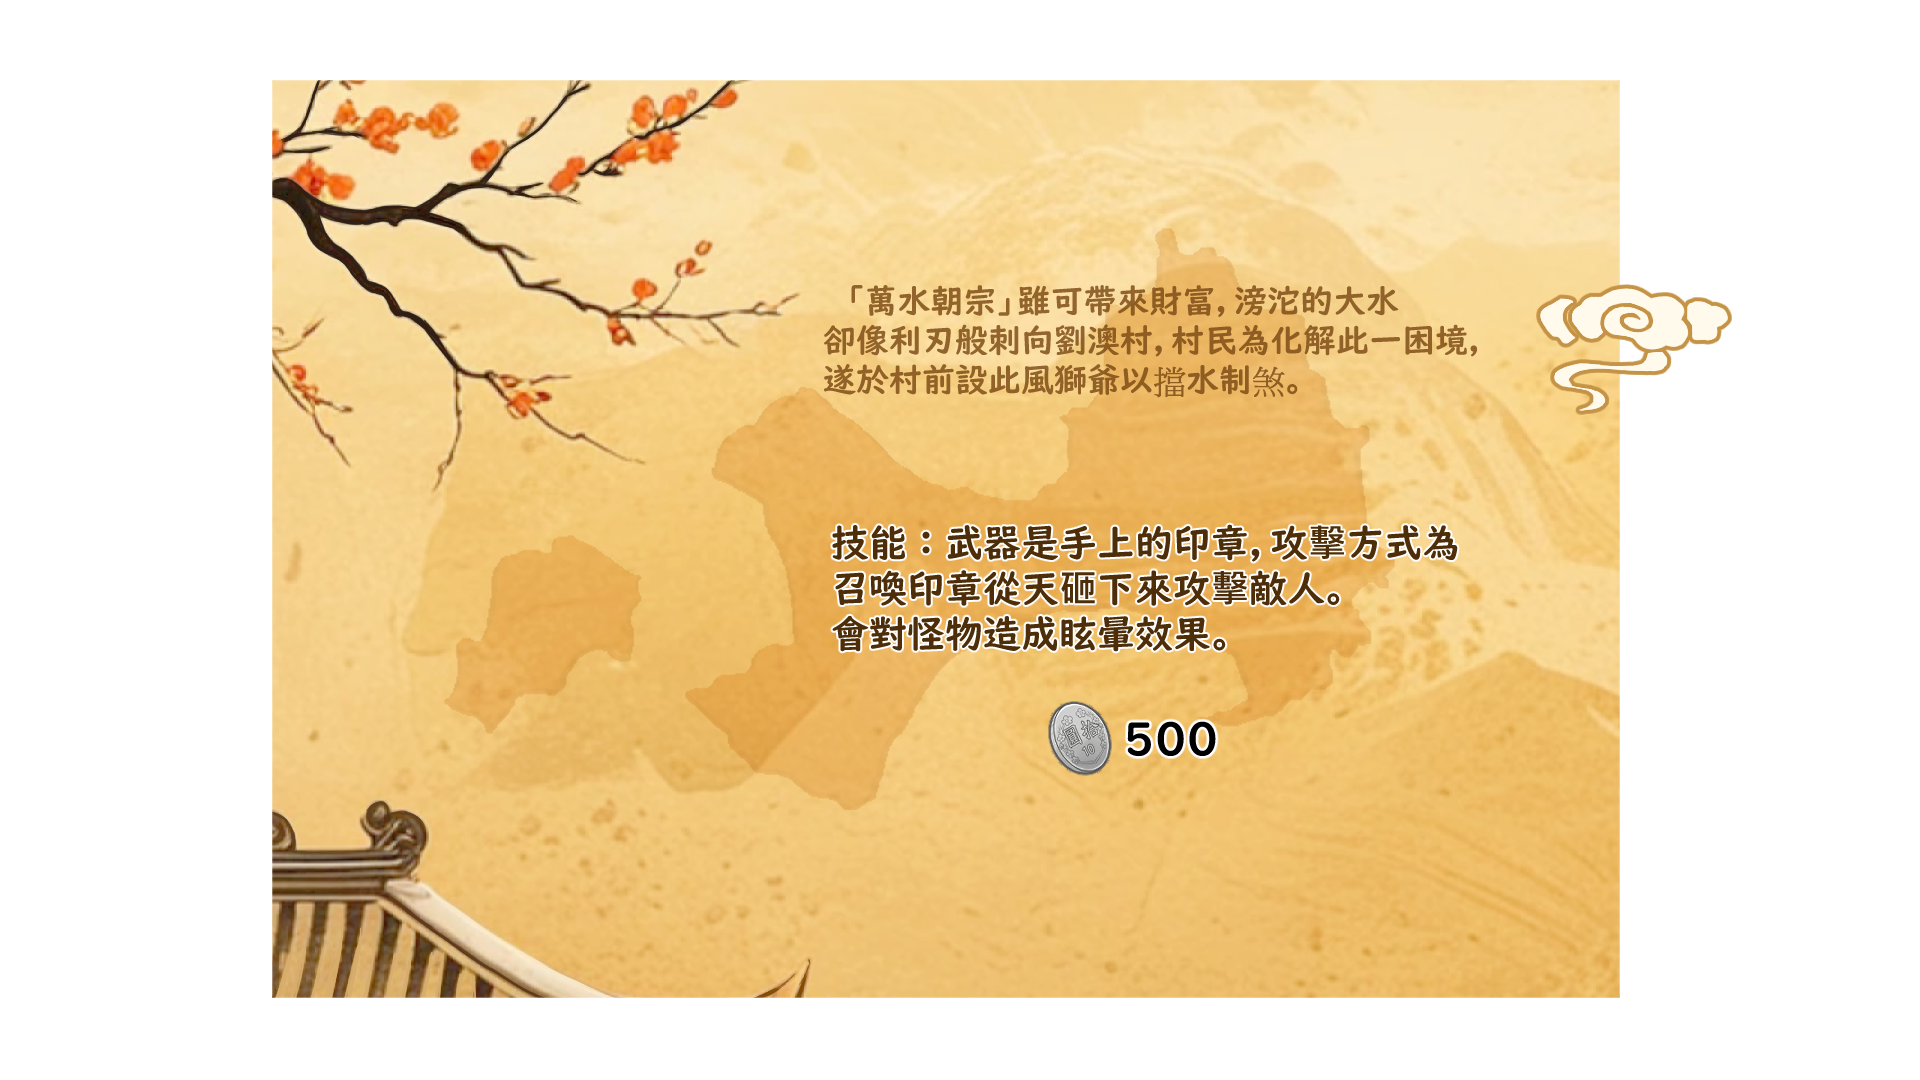 「萬水朝宗」雖可帶來財富,滂沱的大水
卻像利刃般刺向劉澳村,村民為化解此一困境,
遂於村前設此風獅爺以擋水制煞。
技能：武器是手上的印章,攻擊方式為
召喚印章從天砸下來攻擊敵人。
會對怪物造成眩暈效果。
拾圓
10
500